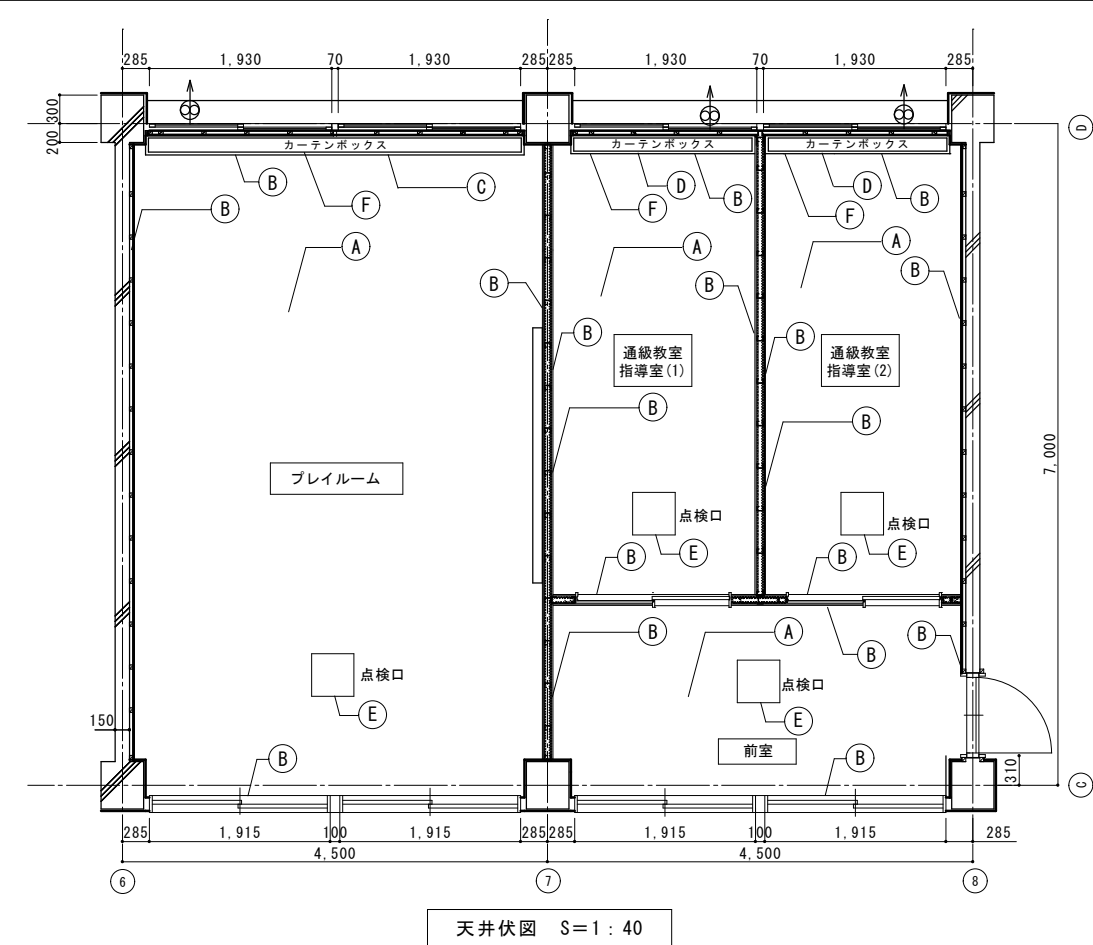 285 1,930 70 1,930 285 285 1,930 70 1,930 285
300
200
D
カーテンボックス カーテンボックス カーテンボックス
B C D D
B F F B F B
A A A
B B B
B B
通級教室
指導室(1)
通級教室
指導室(2)
B B
7,000
プレイルーム
点検口 点検口
E E
B B
B A B B
点検口 点検口
E E
150
前室
310
B B
C
285 1,915 100 1,915 285 285 1,915 100 1,915 285
4,500 4,500
6 7 8
天井伏図 S=1:40